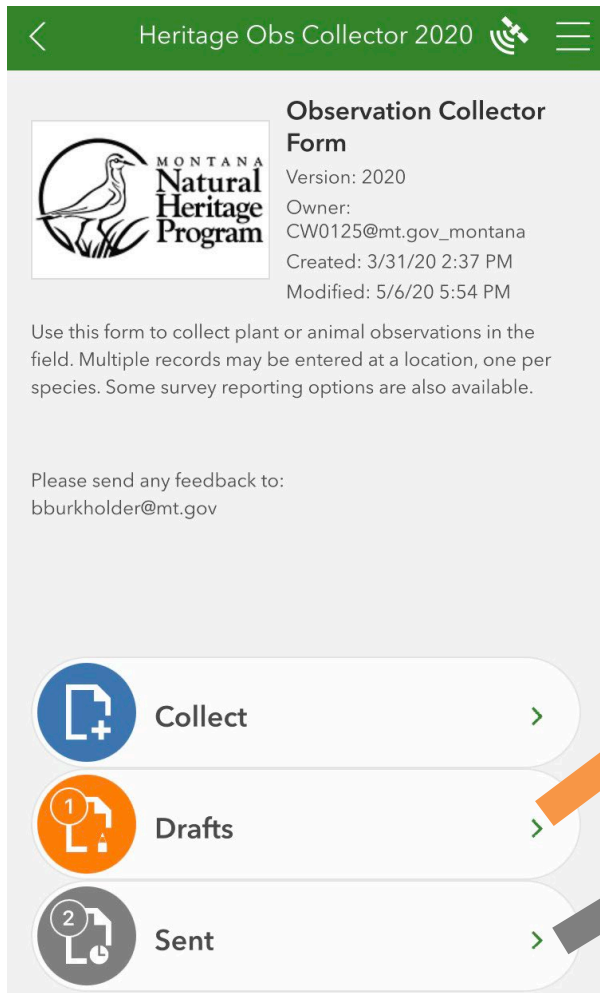 Heritage Obs Collector 2020
MONTANA
Natural
Heritage
Program
Observation Collector
Form
Version: 2020
Owner:
CW0125@mt.gov_montana
Created: 3/31/20 2:37 PM
Modified: 5/6/20 5:54 PM
Use this form to collect plant or animal observations in the
field. Multiple records may be entered at a location, one per
species. Some survey reporting options are also available.
Please send any feedback to:
bburkholder@mt.gov
Collect
1
Drafts
2
Sent